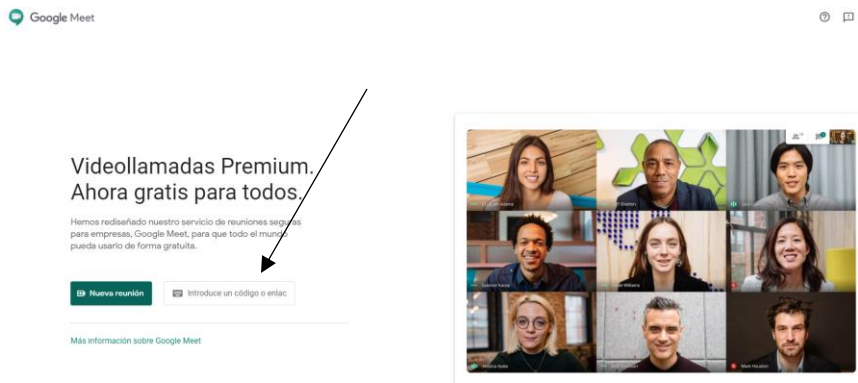 Google Meet
Videollamadas Premium.
Ahora gratis para todos.
Hemos rediseñado nuestro servicio de reuniones seguras
para empresas, Google Meet, para que todo el mundo
pueda usarlo de forma gratuita.
Nueva reunión
Introduce un código o enlac
Más información sobre Google Meet